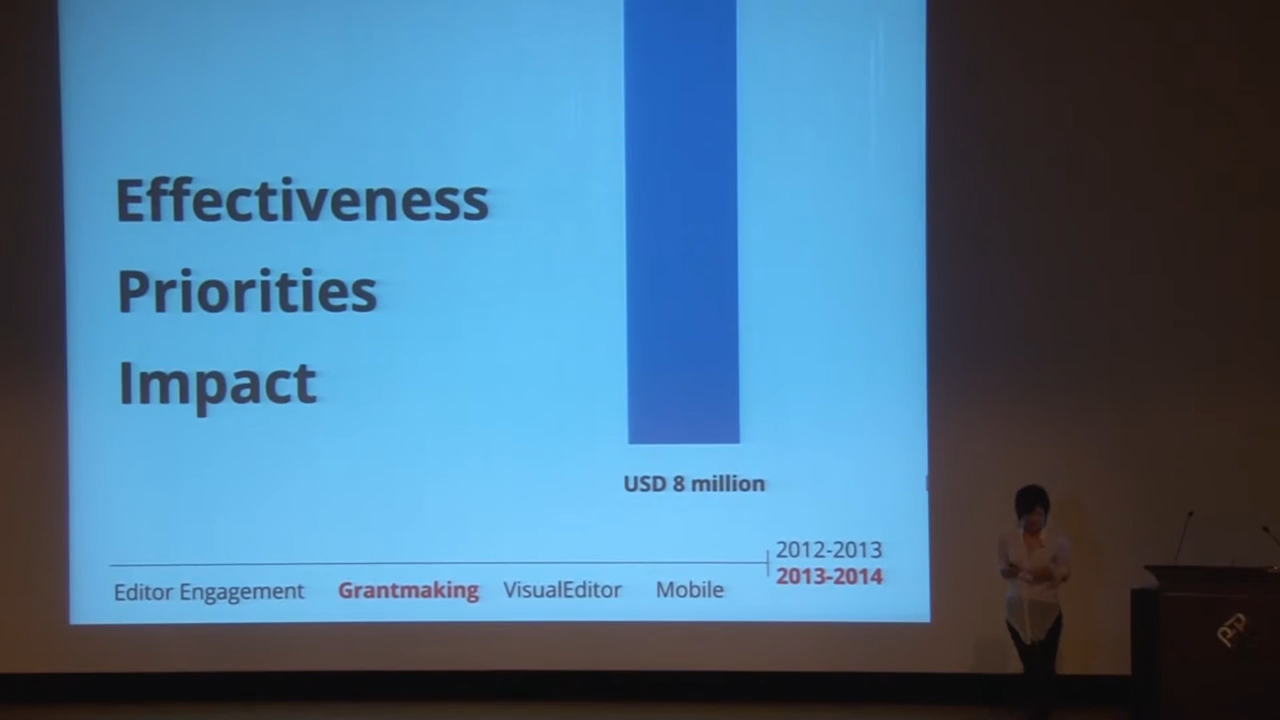 Effectiveness
Priorities
Impact
USD 8 million
2012-2013
2013-2014
Editor Engagement Grantmaking VisualEditor Mobile